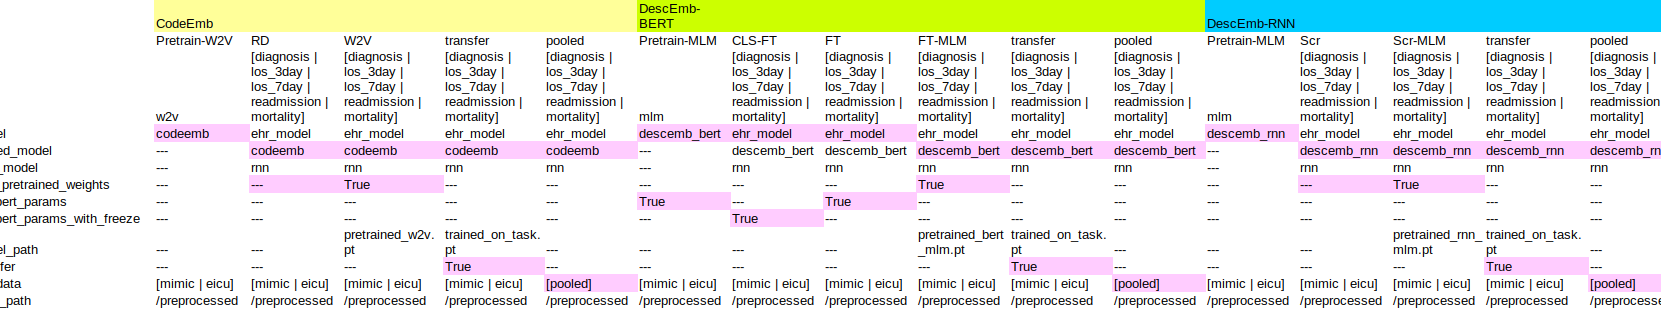 DescEmb-
CodeEmb BERT DescEmb-RNN
Pretrain-W2V RD W2V transfer pooled Pretrain-MLM CLS-FT FT FT-MLM transfer pooled Pretrain-MLM Scr Scr-MLM transfer pooled
[diagnosis | [diagnosis | [diagnosis | [diagnosis | [diagnosis | [diagnosis | [diagnosis | [diagnosis | [diagnosis | [diagnosis | [diagnosis | [diagnosis | [diagnosis |
los_3day | los_3day | los_3day | los_3day | los_3day | los_3day | los_3day | los_3day | los_3day | los_3day | los_3day | los_3day | los_3day |
los_7day | los_7day | los_7day | los_7day | los_7day | los_7day | los_7day | los_7day | los_7day | los_7day | los_7day | los_7day | los_7day |
readmission | readmission | readmission | readmission | readmission | readmission | readmission | readmission | readmission | readmission | readmission | readmission | readmission
w2v mortality] mortality] mortality] mortality] mlm mortality] mortality] mortality] mortality] mortality] mlm mortality] mortality] mortality] mortality]
el codeemb ehr_model ehr_model ehr_model ehr_model descemb_bert ehr_model ehr_model ehr_model ehr_model ehr_model descemb_rnn ehr_model ehr_model ehr_model ehr_model
ed_model --- codeemb codeemb codeemb codeemb --- descemb_bert descemb_bert descemb_bert descemb_bert descemb_bert --- descemb_rnn descemb_rnn descemb_rnn descemb_rn
_model --- rnn rnn rnn rnn --- rnn rnn rnn rnn rnn --- rnn rnn rnn rnn
_pretrained_weights --- --- True --- --- --- --- --- True --- --- --- --- True --- ---
ert_params --- --- --- --- --- True --- True --- --- --- --- --- --- --- ---
ert_params_with_freeze --- --- --- --- --- --- True --- --- --- --- --- --- --- --- ---
pretrained_w2v. trained_on_task. pretrained_bert trained_on_task. pretrained_rnn_ trained_on_task.
el_path --- --- pt pt --- --- --- --- _mlm.pt pt --- --- --- mlm.pt pt ---
fer --- --- --- True --- --- --- --- --- True --- --- --- --- True ---
data [mimic | eicu] [mimic | eicu] [mimic | eicu] [mimic | eicu] [pooled] [mimic | eicu] [mimic | eicu] [mimic | eicu] [mimic | eicu] [mimic | eicu] [pooled] [mimic | eicu] [mimic | eicu] [mimic | eicu] [mimic | eicu] [pooled]
_path /preprocessed /preprocessed /preprocessed /preprocessed /preprocessed /preprocessed /preprocessed /preprocessed /preprocessed /preprocessed /preprocessed /preprocessed /preprocessed /preprocessed /preprocessed /preprocesse